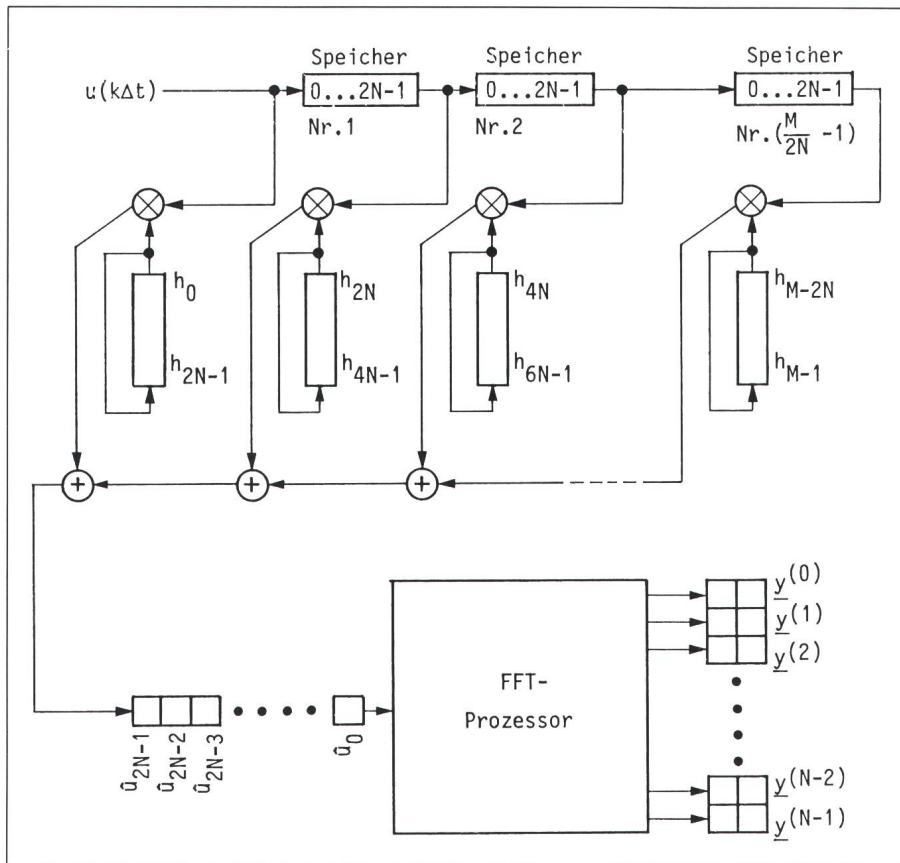 Speicher Speicher Speicher
u(kΔt) 0...2N-1 0...2N-1 0...2N-1
Nr.1 Nr.2 Nr.(M/2N -1)
h0 h2N h4N hM-2N
h2N-1 h4N-1 h6N-1 hM-1
+ + +
y(0)
y(1)
y(2)
FFT-
Prozessor
û2N-1 û2N-2 û2N-3 û0
y(N-2)
y(N-1)